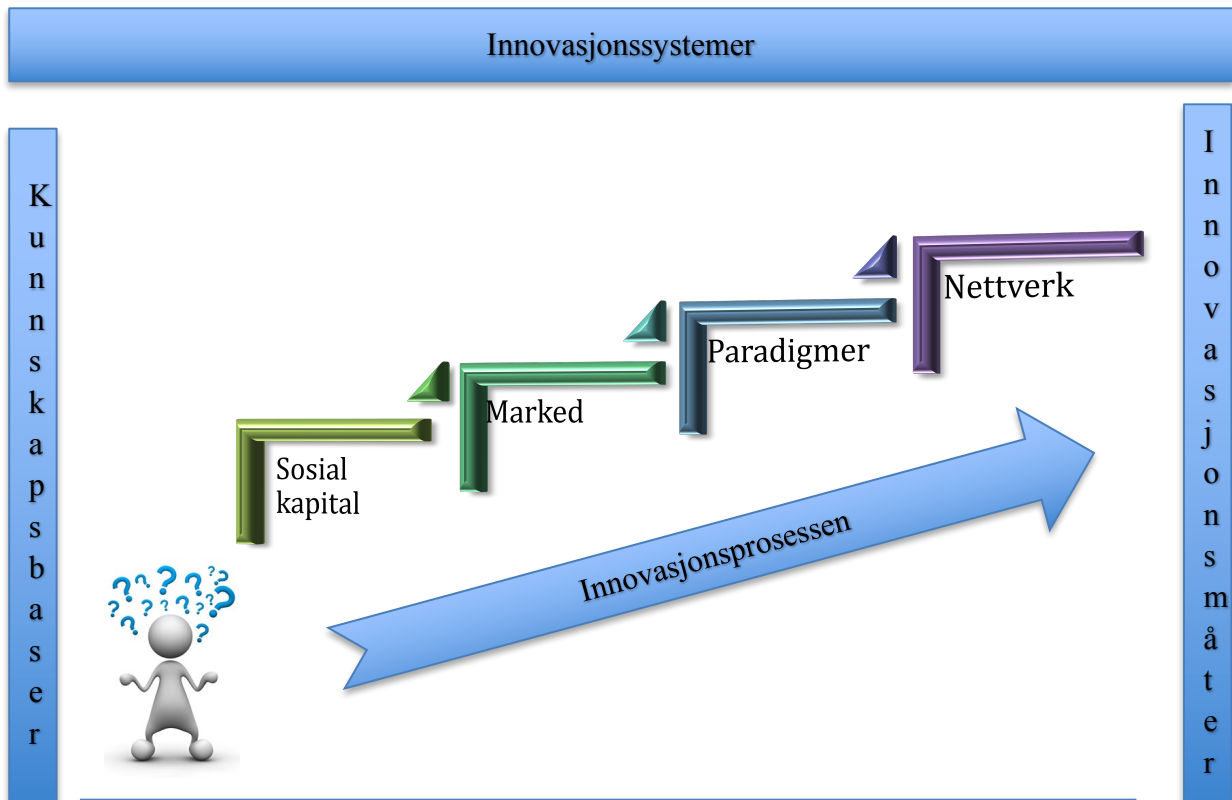 Innovasjonssystemer
Kunnskapsbaser
Sosial
kapital
Marked
Paradigmer
Nettverk
Innovasjonsprosessen
Innovasjonsmåter